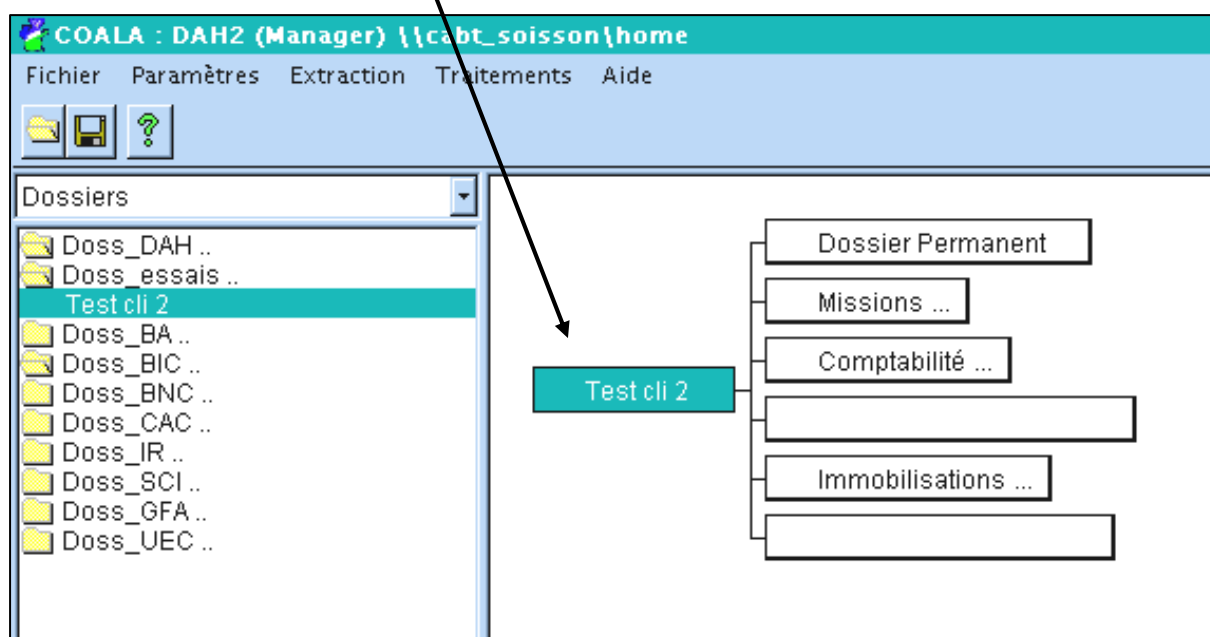 COALA : DAH2 (Manager) \\cabt_soisson\home
Fichier Paramètres Extraction Traitements Aide
Dossiers
Doss_DAH ..
Doss_essais ..
Test cli 2
Doss_BA ..
Doss_BIC ..
Doss_BNC ..
Doss_CAC ..
Doss_IR ..
Doss_SCI ..
Doss_GFA ..
Doss_UEC ..
Test cli 2
Dossier Permanent
Missions ...
Comptabilité ...
Immobilisations ...